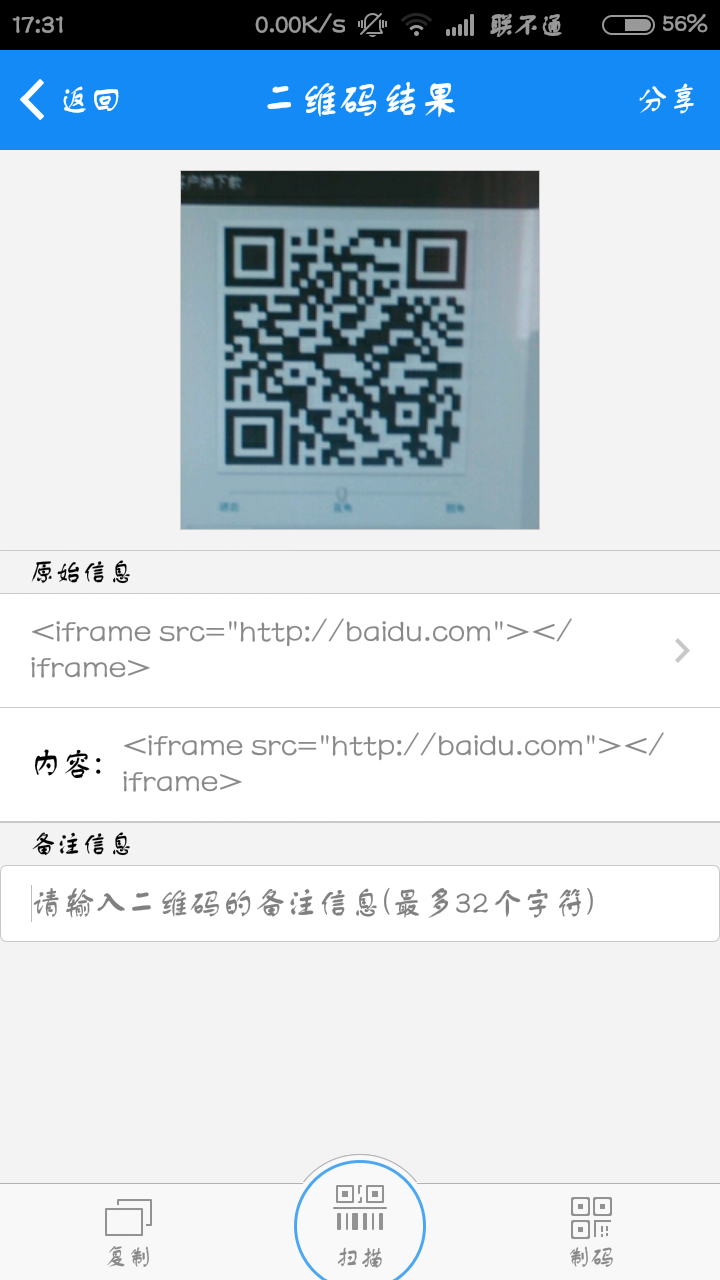 17:31 0.00K/s 联不通 56%
返回 二维码结果 分享
客户端下载
原始信息
<iframe src="http://baidu.com"></
iframe>
内容: <iframe src="http://baidu.com"></
iframe>
备注信息
请输入二维码的备注信息(最多32个字符)
复制 扫描 制码